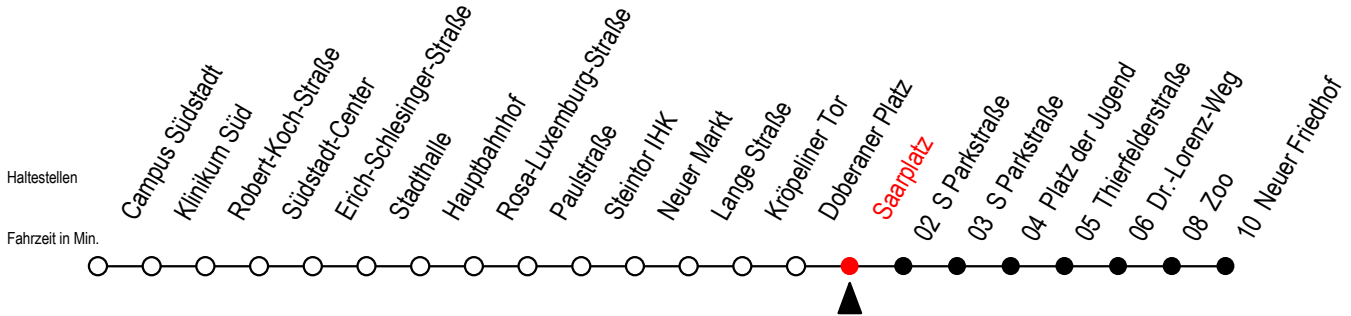 Haltestellen
Fahrzeit in Min.
Campus Südstadt
Klinikum Süd
Robert-Koch-Straße
Südstadt-Center
Erich-Schlesinger-Straße
Stadthalle
Hauptbahnhof
Rosa-Luxemburg-Straße
Paulstraße
Steintor IHK
Neuer Markt
Lange Straße
Kröpeliner Tor
Doberaner Platz
Saarplatz
02 S Parkstraße
03 S Parkstraße
04 Platz der Jugend
05 Thierfelderstraße
06 Dr.-Lorenz-Weg
08 Zoo
10 Neuer Friedhof